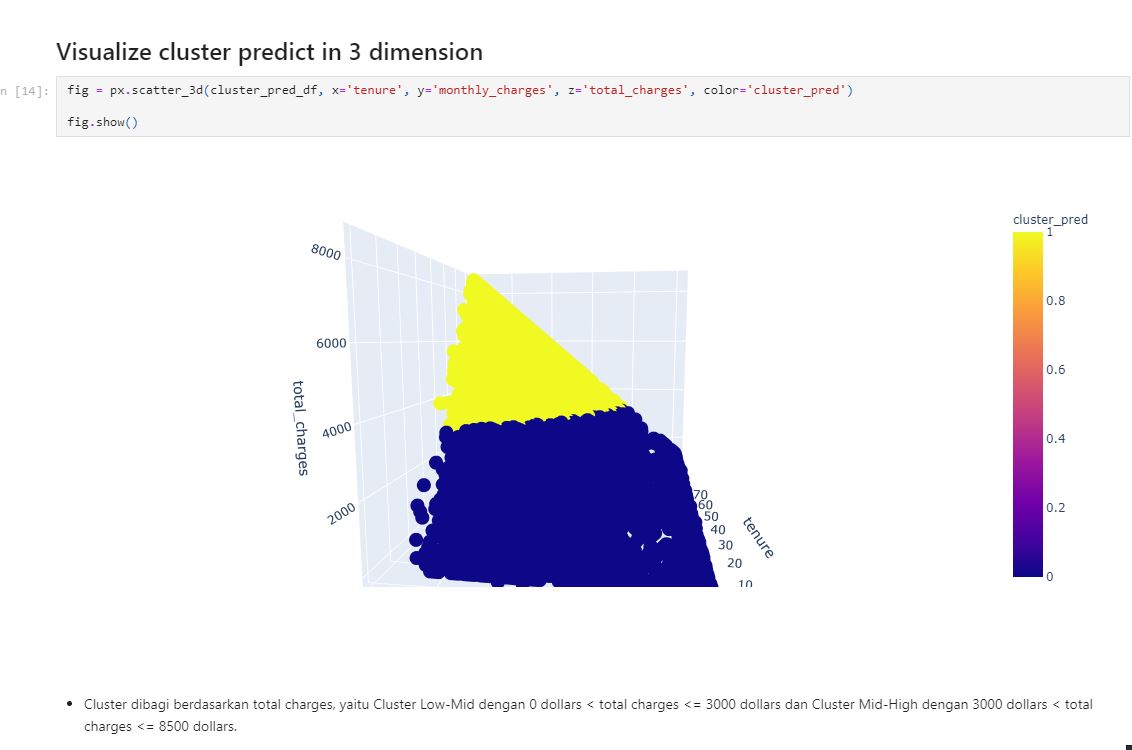 Visualize cluster predict in 3 dimension
n [14]:
fig = px.scatter_3d(cluster_pred_df, x='tenure', y='monthly_charges', z='total_charges', color='cluster_pred')
fig.show()
cluster_pred
1
0.8
0.6
0.4
0.2
0
8000
6000
4000
2000
total_charges
70
60
50
40
30
20
10
tenure
Cluster dibagi berdasarkan total charges, yaitu Cluster Low-Mid dengan 0 dollars < total charges <= 3000 dollars dan Cluster Mid-High dengan 3000 dollars < total
charges <= 8500 dollars.